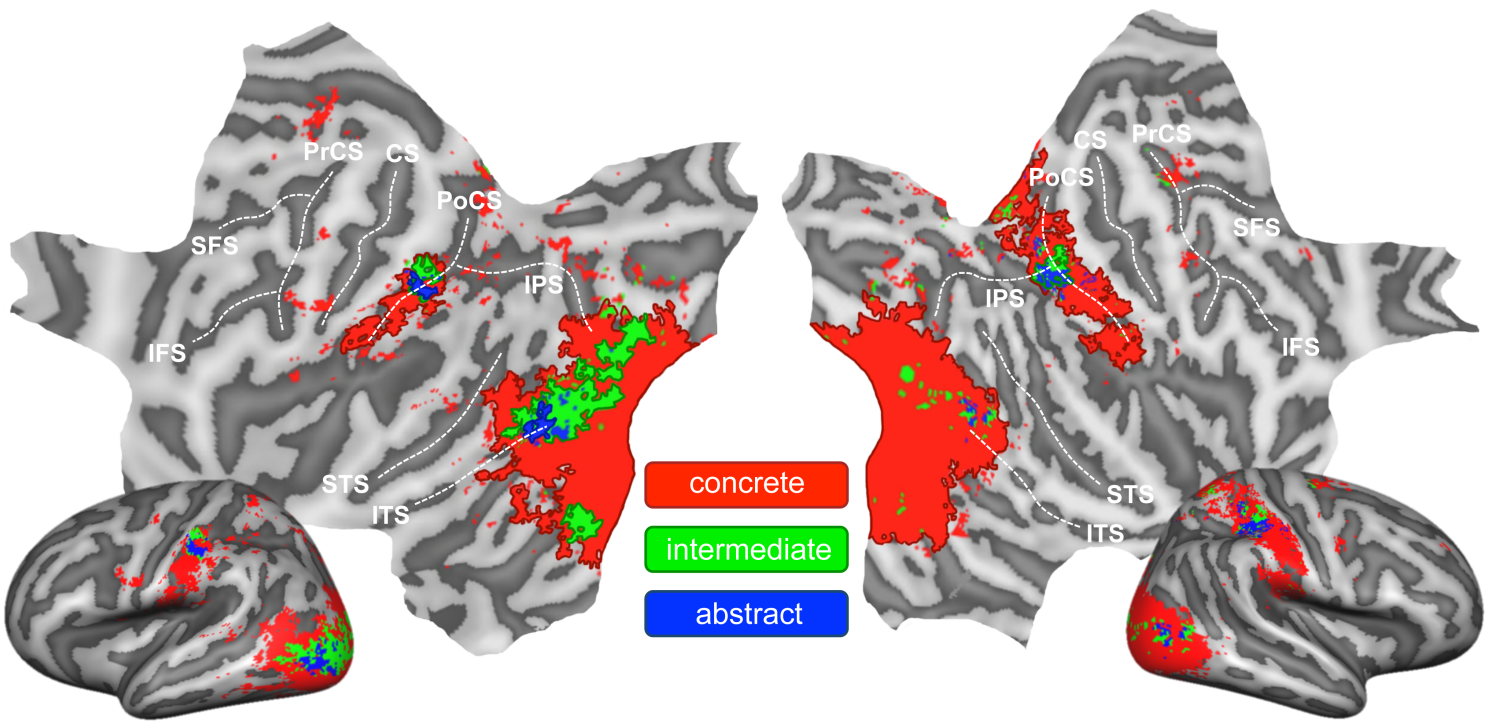 PrCS
CS
PoCS
SFS
IPS
IFS
STS
ITS
CS
PrCS
PoCS
SFS
IPS
IFS
STS
ITS
concrete
intermediate
abstract